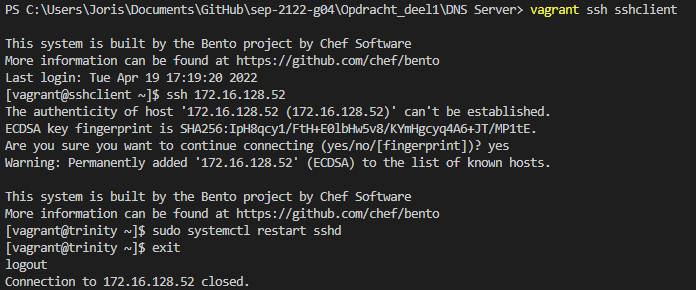 PS C:\Users\Joris\Documents\GitHub\sep-2122-g04\Opdracht_deel1\DNS Server> vagrant ssh sshclient
This system is built by the Bento project by Chef Software
More information can be found at https://github.com/chef/bento
Last login: Tue Apr 19 17:19:20 2022
[vagrant@sshclient ~]$ ssh 172.16.128.52
The authenticity of host '172.16.128.52 (172.16.128.52)' can't be established.
ECDSA key fingerprint is SHA256:IpH8qcy1/FtH+E0lbHw5v8/KYmHgcyq4A6+JT/MP1tE.
Are you sure you want to continue connecting (yes/no/[fingerprint])? yes
Warning: Permanently added '172.16.128.52' (ECDSA) to the list of known hosts.
This system is built by the Bento project by Chef Software
More information can be found at https://github.com/chef/bento
[vagrant@trinity ~]$ sudo systemctl restart sshd
[vagrant@trinity ~]$ exit
logout
Connection to 172.16.128.52 closed.